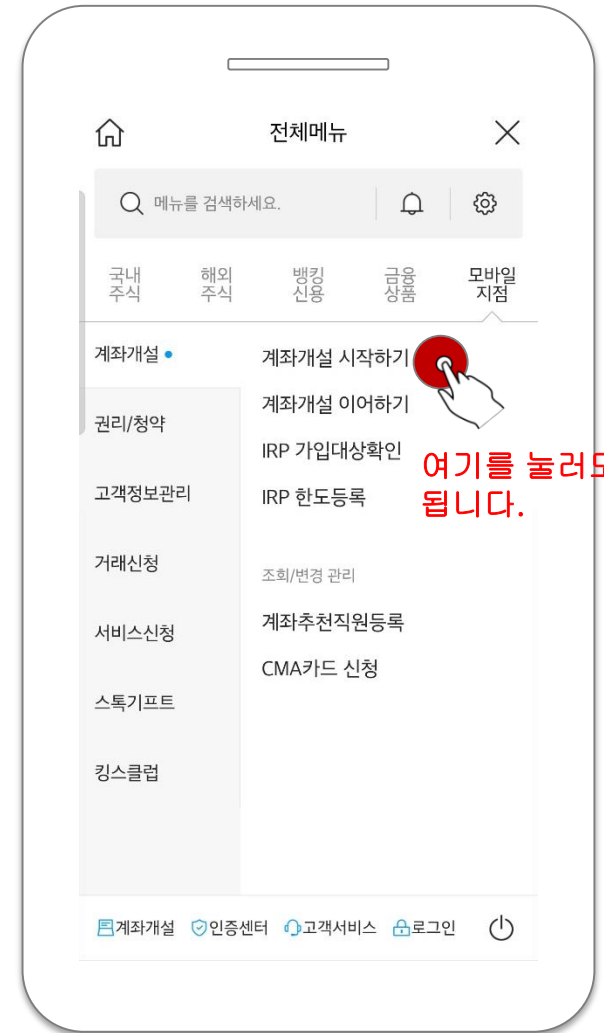 전체메뉴
메뉴를 검색하세요.
국내 주식
해외 주식
뱅킹 신용
금융 상품
모바일 지점
계좌개설
권리/청약
고객정보관리
거래신청
서비스신청
스톡기프트
킹스클럽
계좌개설 시작하기
계좌개설 이어하기
IRP 가입대상확인
IRP 한도등록
여기를 눌러도
됩니다.
조회/변경 관리
계좌추천직원등록
CMA카드 신청
계좌개설 인증센터 고객서비스 로그인